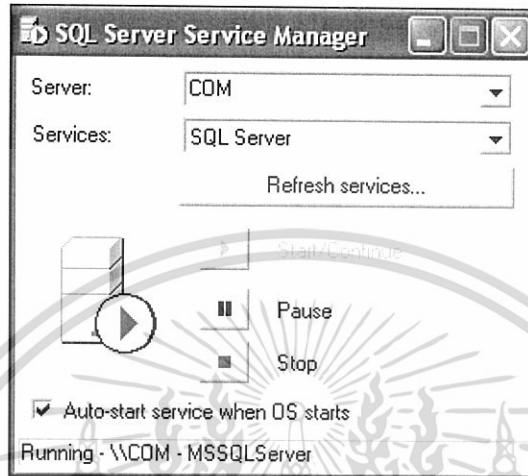 SQL Server Service Manager
Server: COM
Services: SQL Server
Refresh services...
Start/Continue
Pause
Stop
Auto-start service when OS starts
Running - \\COM - MSSQLServer